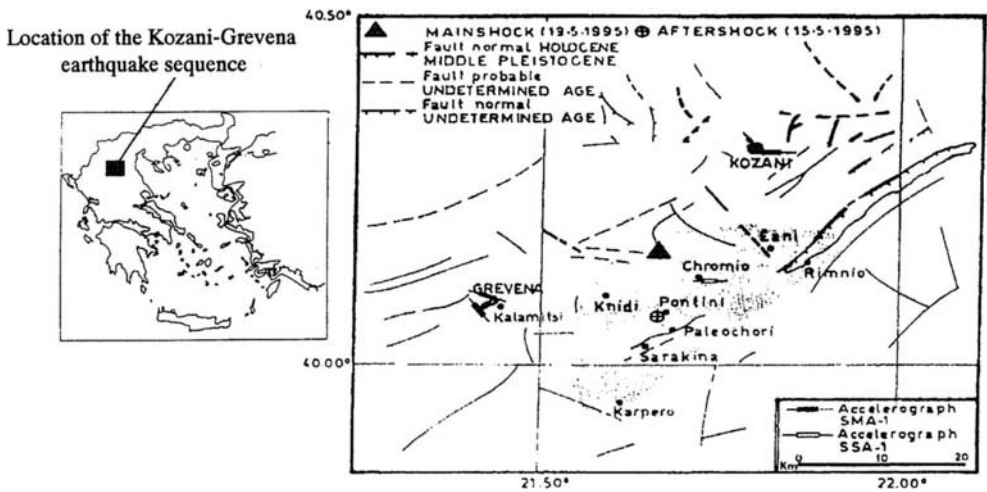 Location of the Kozani-Grevena
earthquake sequence
40.50°
MAINSHOCK (19-5-1995) AFTERSHOCK (15-5-1995)
Fault normal HOLOCENE
MIDDLE PLEISTOCENE
Fault probable
UNDETERMINED AGE
Fault normal
UNDETERMINED AGE
KOZANI
Eani
Chromio
Rimnio
GREVENA
Knidi
Pontini
Kalamitsi
Paleochori
Sarakina
40.00°
Karpero
Accelerograph
SMA-1
Accelerograph
SSA-1
Km 0 10 20
21.50°
22.00°